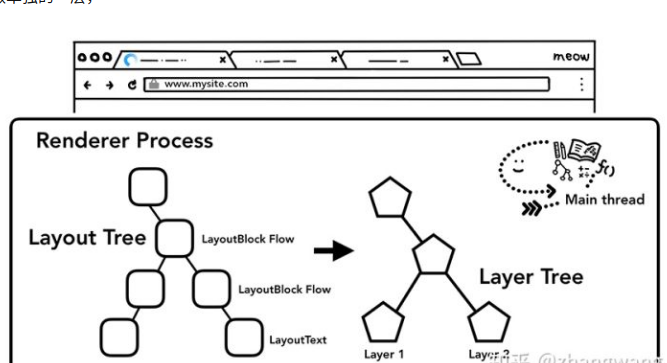 meow
www.mysite.com
Renderer Process
Main thread
Layout Tree
LayoutBlock Flow
Layer Tree
LayoutBlock Flow
LayoutText
Layer 1
Layer 2
知乎 @zhangwang